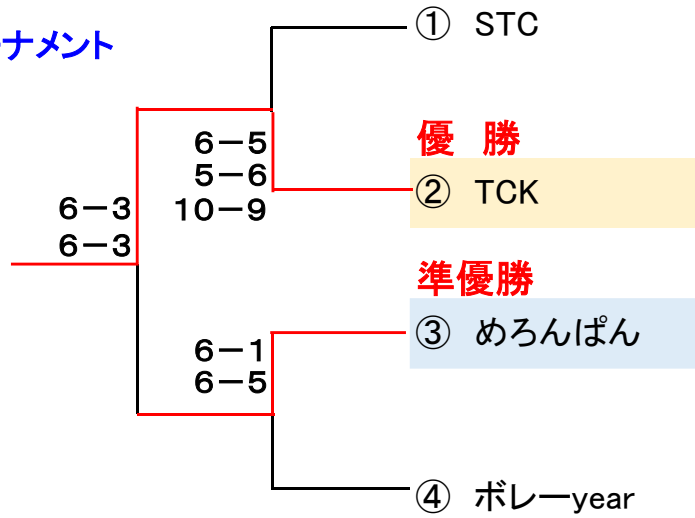 ーナメント
① STC
優 勝
6－5
5－6
10－9
② TCK
6－3
6－3
準優勝
③ めろんぱん
6－1
6－5
④ ボレーyear